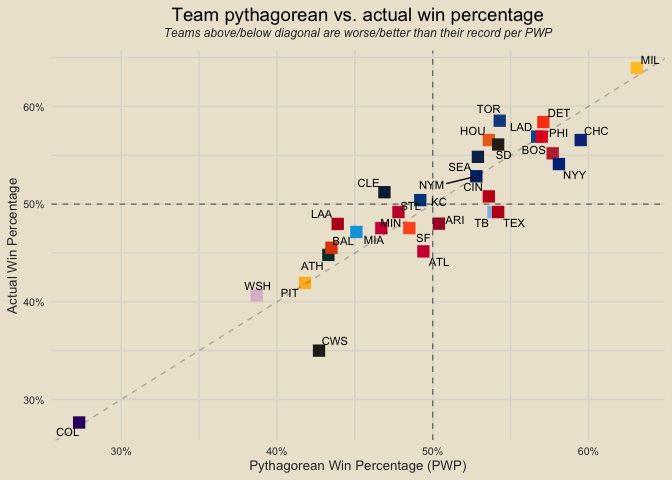 Team pythagorean vs. actual win percentage
Teams above/below diagonal are worse/better than their record per PWP
MIL
60%
TOR
DET
HOU
LAD
PHI
CHC
SD
BOS
SEA
NYY
CLE
NYM
CIN
50%
STL
KC
LAA
MIN
ARI
TB
TEX
BAL
MIA
SF
ATH
ATL
WSH
PIT
40%
CWS
30%
COL
30%
40%
50%
60%
Actual Win Percentage
Pythagorean Win Percentage (PWP)